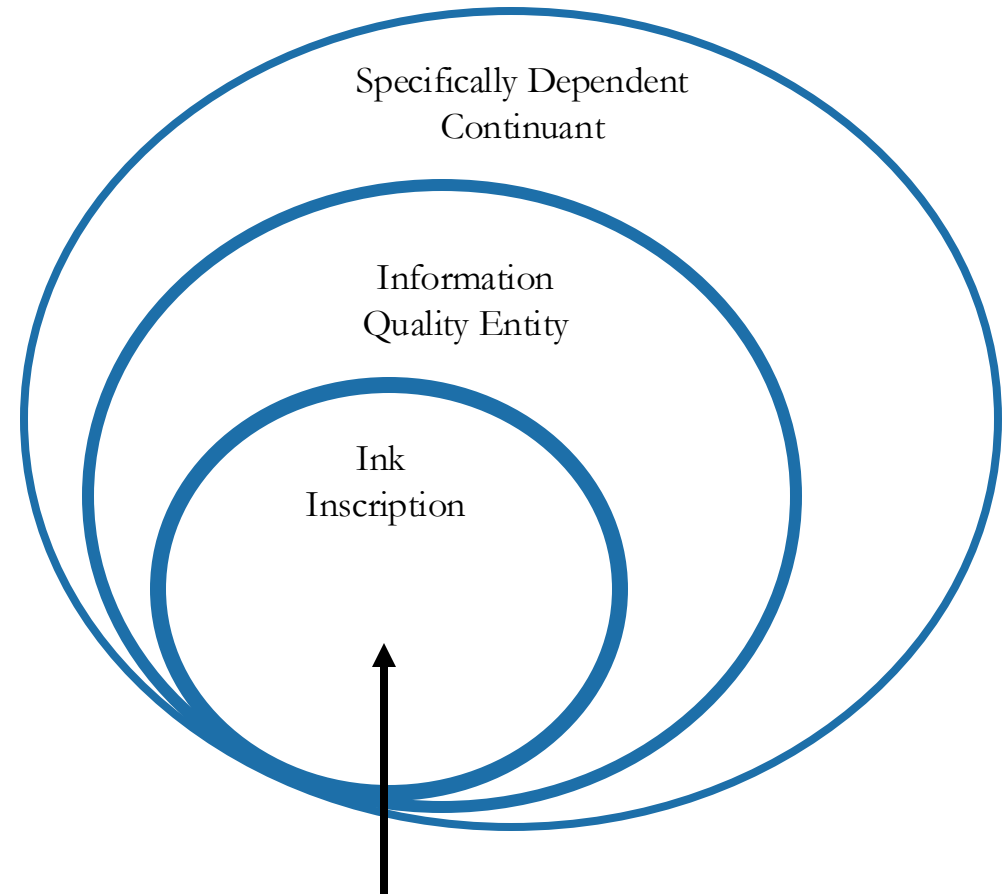 Specifically Dependent
Continuant
Information
Quality Entity
Ink
Inscription